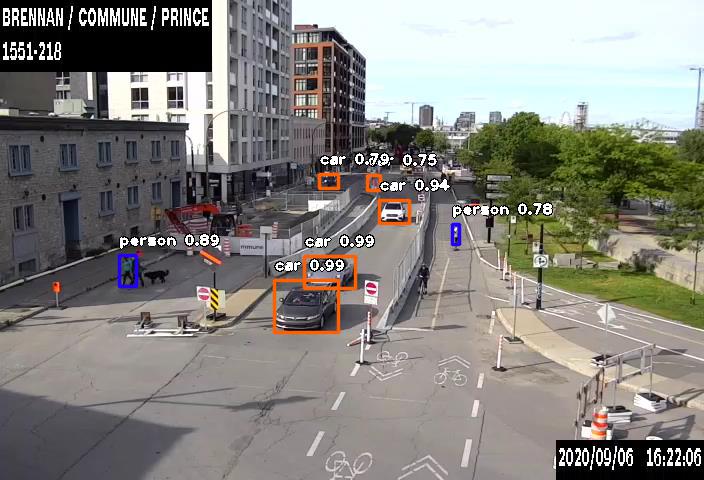 BRENNAN / COMMUNE / PRINCE
1551-218
car 0.79
0.75
car 0.94
person 0.78
person 0.89
car 0.99
car 0.99
mmune
2020/09/06 16:22:06